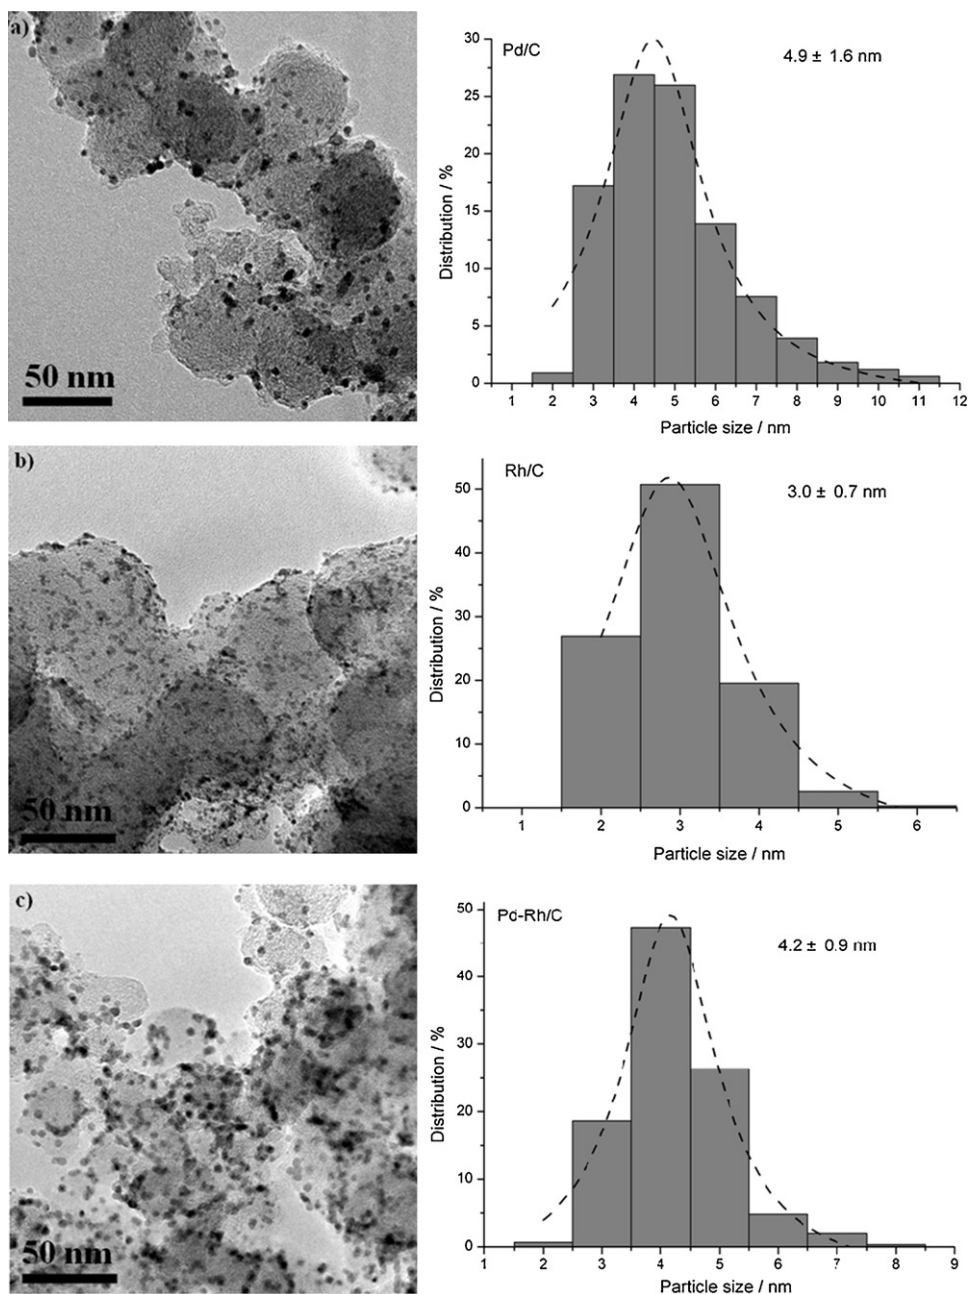 a)
50 nm
Pd/C
4.9 ± 1.6 nm
Distribution / %
30
25
20
15
10
5
0
1 2 3 4 5 6 7 8 9 10 11 12
Particle size / nm
b)
50 nm
Rh/C
3.0 ± 0.7 nm
Distribution / %
50
40
30
20
10
0
1 2 3 4 5 6
Particle size / nm
c)
50 nm
Pd-Rh/C
4.2 ± 0.9 nm
Distribution / %
50
40
30
20
10
0
1 2 3 4 5 6 7 8 9
Particle size / nm